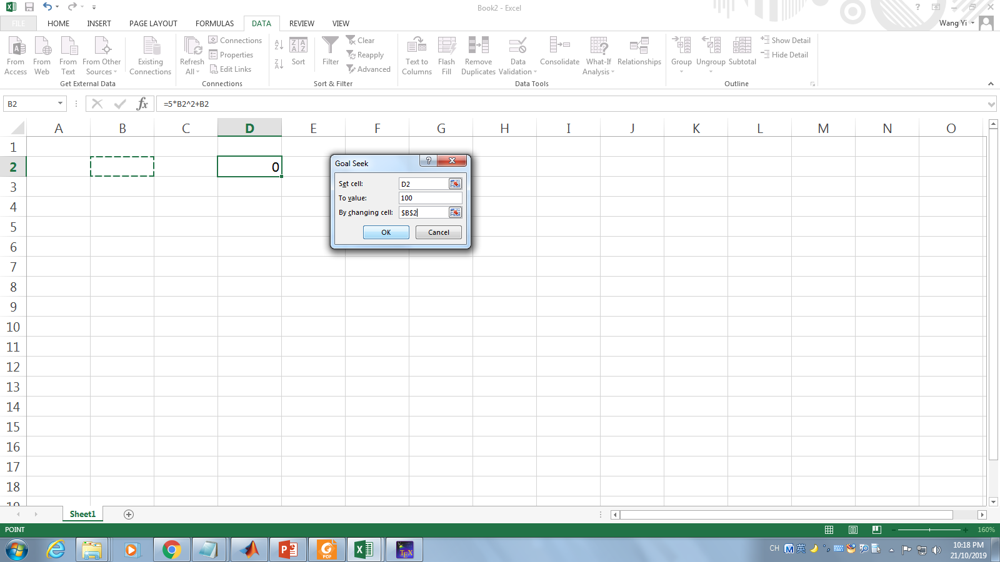 Book2 - Excel
FILE HOME INSERT PAGE LAYOUT FORMULAS DATA REVIEW VIEW
Wang Yi
From Access
From Web
From Text
From Other Sources
Existing Connections
Get External Data
Refresh All
Connections
Properties
Edit Links
Connections
Sort
Filter
Clear
Reapply
Advanced
Sort & Filter
Text to Columns
Flash Fill
Remove Duplicates
Data Validation
Consolidate
What-If Analysis
Relationships
Data Tools
Group
Ungroup
Subtotal
Show Detail
Hide Detail
Outline
B2
fx
=5*B2^2+B2
A B C D E F G H I J K L M N O
1
2 0
3
4
5
6
7
8
9
10
11
12
13
14
15
16
17
18
19
Goal Seek
Set cell: D2
To value: 100
By changing cell: $B$2
OK Cancel
Sheet1
POINT
160%
CH
英
10:18 PM
21/10/2019